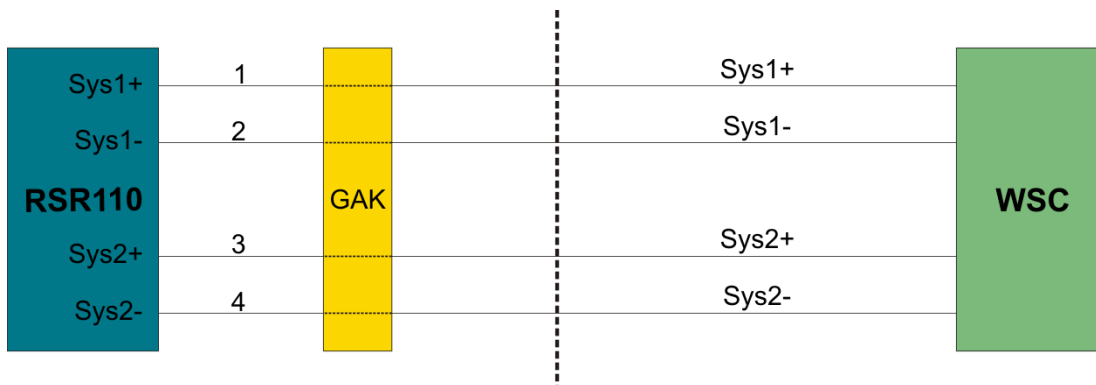 Sys1+ 1 Sys1+
Sys1- 2 Sys1-
RSR110 GAK WSC
Sys2+ 3 Sys2+
Sys2- 4 Sys2-